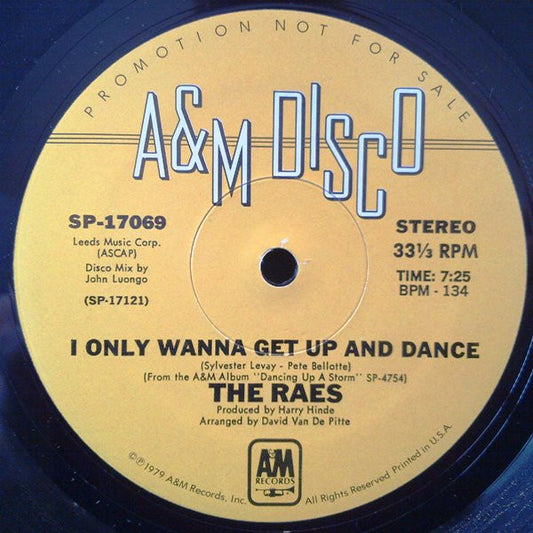 PROMOTION NOT FOR SALE
A&M DISCO
SP-17069
Leeds Music Corp.
(ASCAP)
Disco Mix by
John Luongo
(SP-17121)
STEREO
33⅓ RPM
TIME: 7:25
BPM - 134
I ONLY WANNA GET UP AND DANCE
(Sylvester Levay - Pete Bellotte)
(From the A&M Album "Dancing Up A Storm" SP-4754)
THE RAES
Produced by Harry Hinde
Arranged by David Van De Pitte
A&M
RECORDS
©℗1979 A&M Records, Inc. All Rights Reserved Printed in U.S.A.